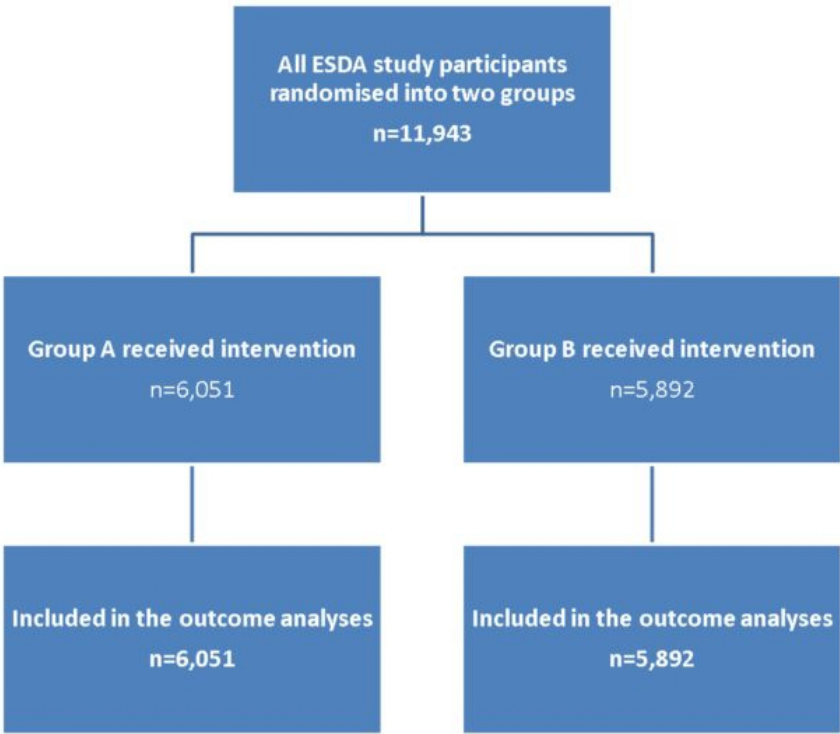 All ESDA study participants
randomised into two groups
n=11,943
Group A received intervention
n=6,051
Group B received intervention
n=5,892
Included in the outcome analyses
n=6,051
Included in the outcome analyses
n=5,892